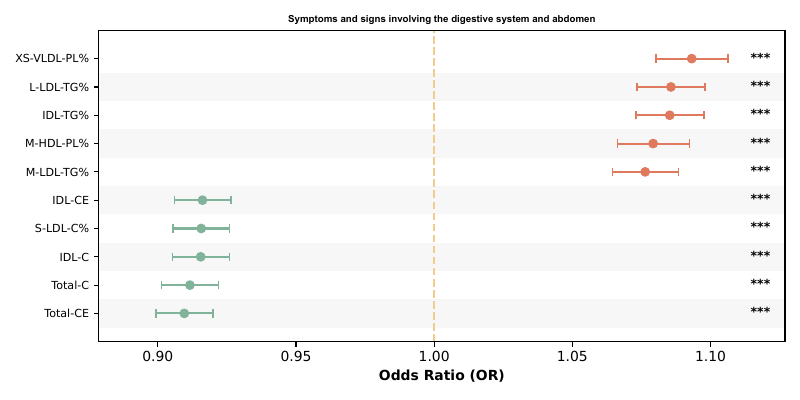 Symptoms and signs involving the digestive system and abdomen
XS-VLDL-PL% ***
L-LDL-TG% ***
IDL-TG% ***
M-HDL-PL% ***
M-LDL-TG% ***
IDL-CE ***
S-LDL-C% ***
IDL-C ***
Total-C ***
Total-CE ***
0.90 0.95 1.00 1.05 1.10
Odds Ratio (OR)